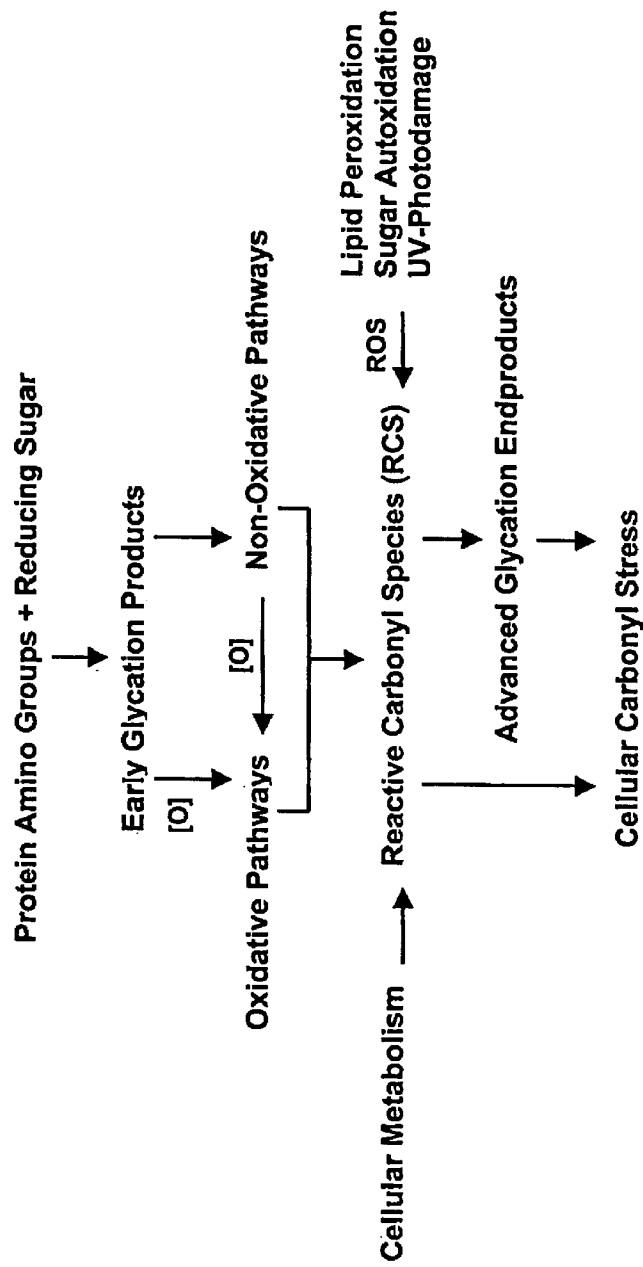 Protein Amino Groups + Reducing Sugar
Early Glycation Products
[O]
Oxidative Pathways
[O]
Non-Oxidative Pathways
Cellular Metabolism
Reactive Carbonyl Species (RCS)
ROS
Lipid Peroxidation
Sugar Autoxidation
UV-Photodamage
Advanced Glycation Endproducts
Cellular Carbonyl Stress